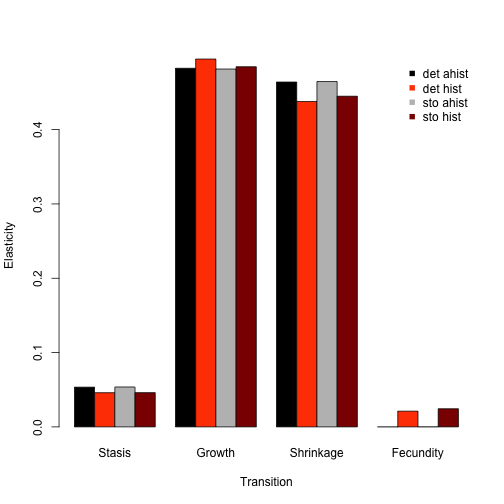 det ahist
det hist
sto ahist
sto hist
Elasticity
0.4
0.3
0.2
0.1
0.0
Stasis Growth Shrinkage Fecundity
Transition